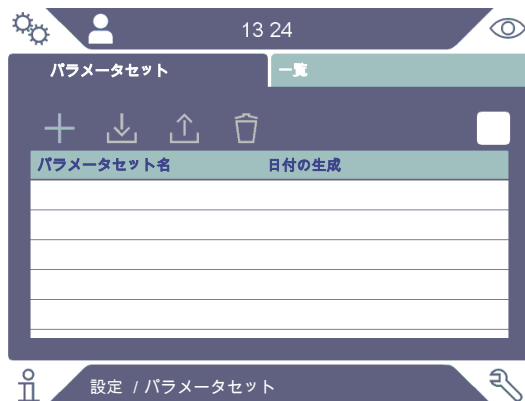 13 24
パラメータセット 一覧
パラメータセット名 日付の生成
設定 / パラメータセット